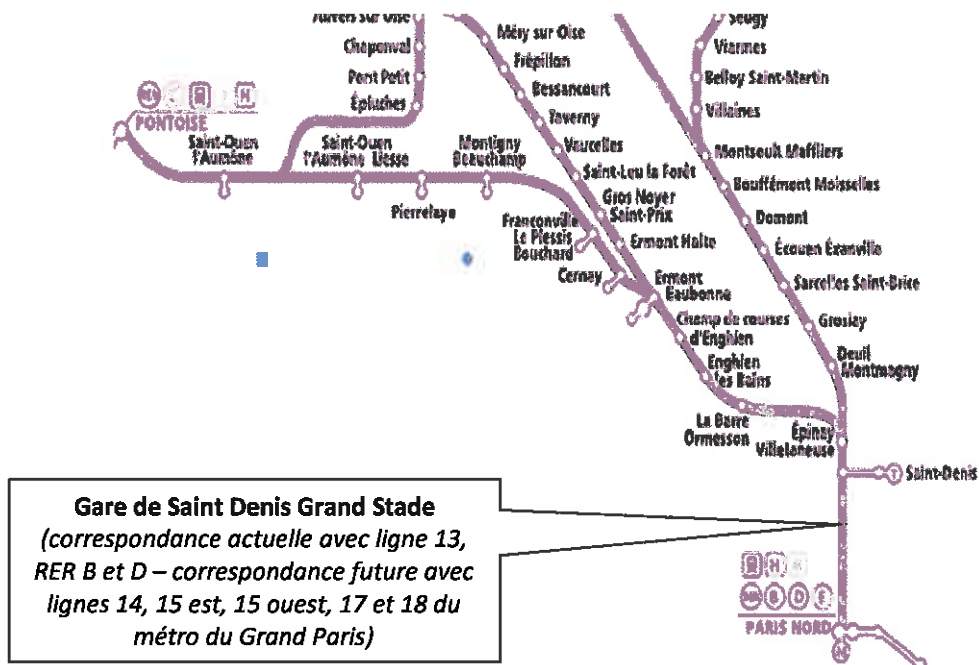 Auvers sur Oise
Chaponval
Pont Petit
Épluches
H
PONTOISE
Saint-Ouen
l'Aumône
Saint-Ouen
l'Aumône Liesse
Montigny
Beauchamp
Pierrelaye
Franconville
Le Plessis
Bouchard
Cernay
Méry sur Oise
Frépillon
Bessancourt
Taverny
Vaucelles
Saint-Leu la Forêt
Gros Noyer
Saint-Prix
Ermont Halte
Ermont
Eaubonne
Champ de courses
d'Enghien
Enghien
les Bains
La Barre
Ormesson
Épinay
Villetaneuse
Seugy
Viarmes
Belloy Saint-Martin
Villaines
Montsoult Maffliers
Bouffémont Moisselles
Domont
Écouen Ézanville
Sarcelles Saint-Brice
Groslay
Deuil
Montmagny
T Saint-Denis
Gare de Saint Denis Grand Stade
(correspondance actuelle avec ligne 13,
RER B et D – correspondance future avec
lignes 14, 15 est, 15 ouest, 17 et 18 du
métro du Grand Paris)
H
B D E
PARIS NORD